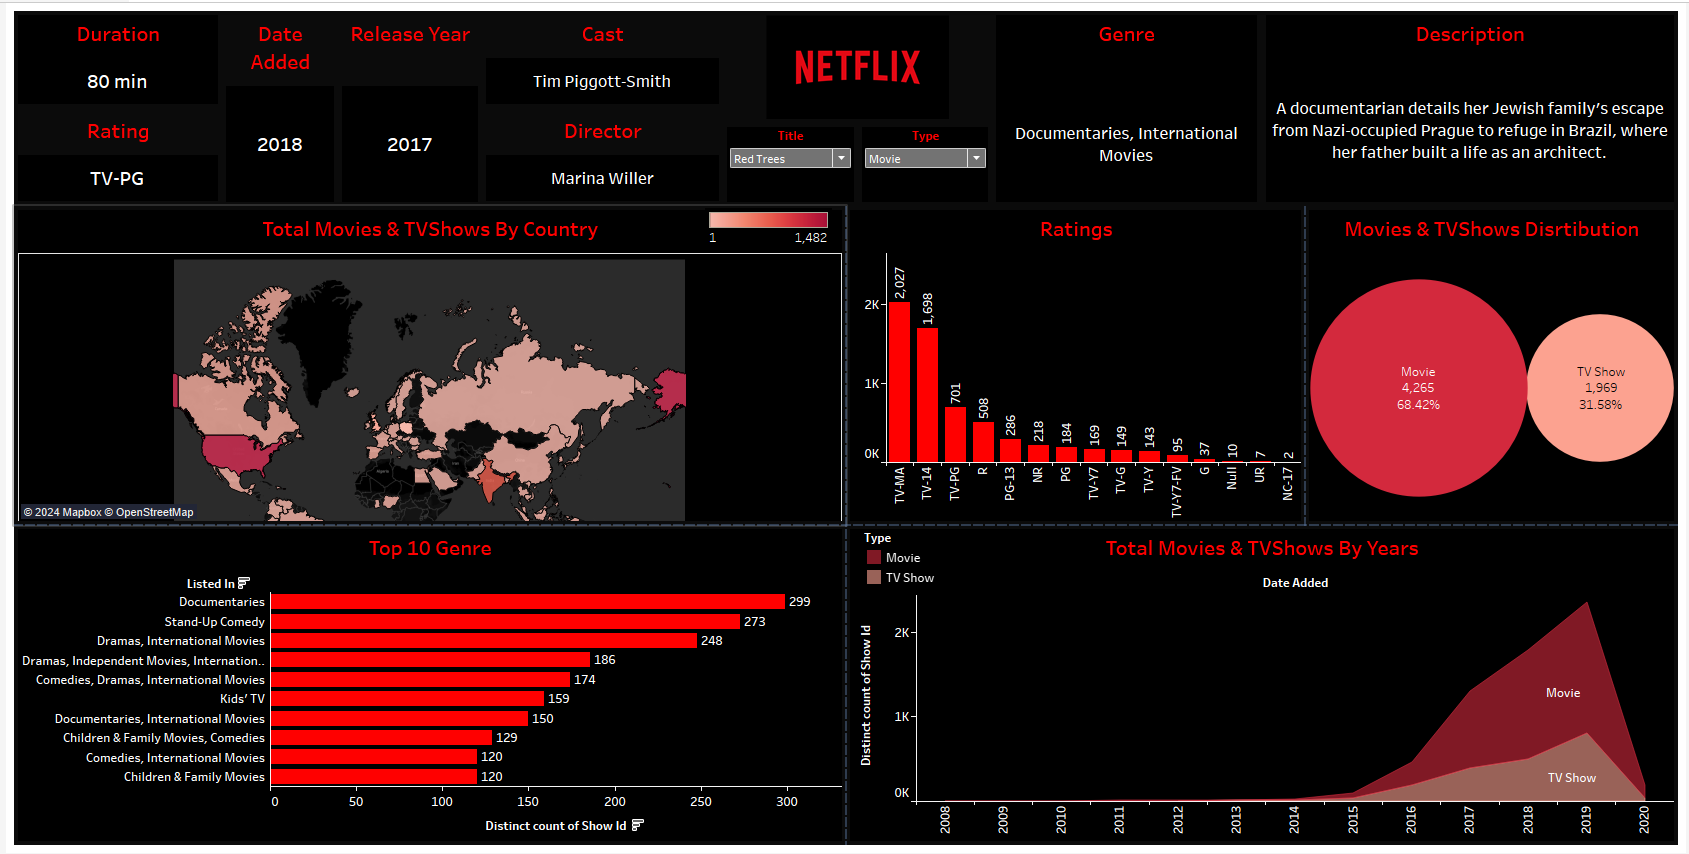 Duration
80 min
Rating
TV-PG
Date
Added
2018
Release Year
2017
Cast
Tim Piggott-Smith
Director
Marina Willer
NETFLIX
Title
Red Trees
Type
Movie
Genre
Documentaries, International
Movies
Description
A documentarian details her Jewish family's escape
from Nazi-occupied Prague to refuge in Brazil, where
her father built a life as an architect.
Total Movies & TVShows By Country
1 1,482
© 2024 Mapbox © OpenStreetMap
Ratings
2K
1K
0K
2,027
1,698
701
508
286
218
184
169
149
143
95
37
10
7
2
TV-MA
TV-14
TV-PG
R
PG-13
NR
PG
TV-Y7
TV-G
TV-Y
TV-Y7-FV
G
Null
UR
NC-17
Movies & TVShows Disrtibution
Movie
4,265
68.42%
TV Show
1,969
31.58%
Top 10 Genre
Listed In
Documentaries 299
Stand-Up Comedy 273
Dramas, International Movies 248
Dramas, Independent Movies, Internation.. 186
Comedies, Dramas, International Movies 174
Kids' TV 159
Documentaries, International Movies 150
Children & Family Movies, Comedies 129
Comedies, International Movies 120
Children & Family Movies 120
0 50 100 150 200 250 300
Distinct count of Show Id
Type
Movie
TV Show
Total Movies & TVShows By Years
Date Added
Distinct count of Show Id
2K
1K
0K
Movie
TV Show
2008 2009 2010 2011 2012 2013 2014 2015 2016 2017 2018 2019 2020